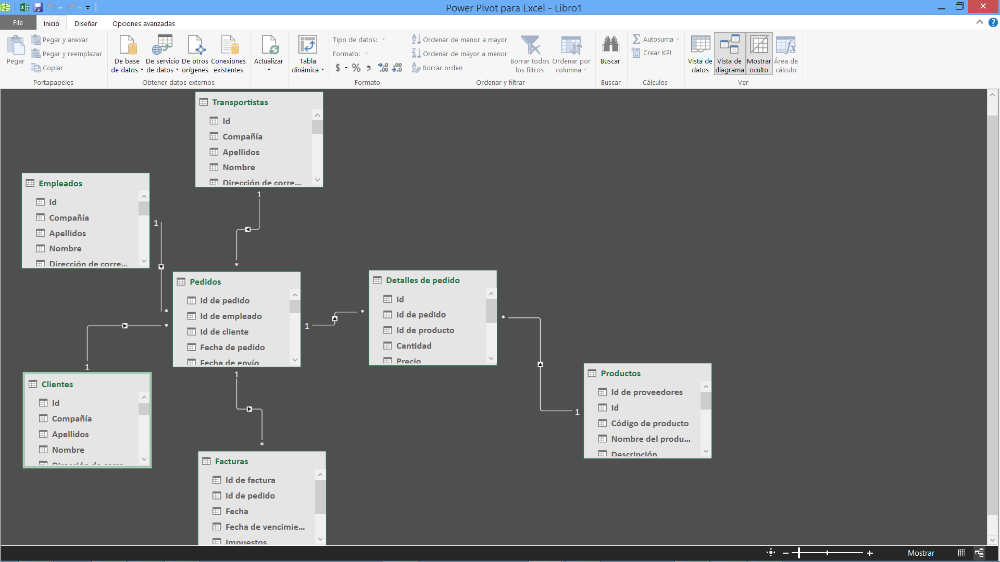 Power Pivot para Excel - Libro1
File
Inicio
Diseñar
Opciones avanzadas
Pegar
Pegar y anexar
Pegar y reemplazar
Copiar
Portapapeles
De base de datos
De servicio de datos
De otros orígenes
Conexiones existentes
Obtener datos externos
Actualizar
Tabla dinámica
Tipo de datos:
Formato:
$ % ,
Formato
Ordenar de menor a mayor
Ordenar de mayor a menor
Borrar orden
Borrar todos los filtros
Ordenar por columna
Ordenar y filtrar
Buscar
Buscar
Autosuma
Crear KPI
Cálculos
Vista de datos
Vista de diagrama
Mostrar oculto
Área de cálculo
Ver
Transportistas
Id
Compañía
Apellidos
Nombre
Dirección de corre...
1
*
Empleados
Id
Compañía
Apellidos
Nombre
Dirección de corre...
1
*
Pedidos
Id de pedido
Id de empleado
Id de cliente
Fecha de pedido
Fecha de envío
1
*
Detalles de pedido
Id
Id de pedido
Id de producto
Cantidad
Precio
*
1
Productos
Id de proveedores
Id
Código de producto
Nombre del produ...
Descripción
*
1
Clientes
Id
Compañía
Apellidos
Nombre
Dirección de corre...
1
*
Facturas
Id de factura
Id de pedido
Fecha
Fecha de vencimie...
Impuestos
Mostrar